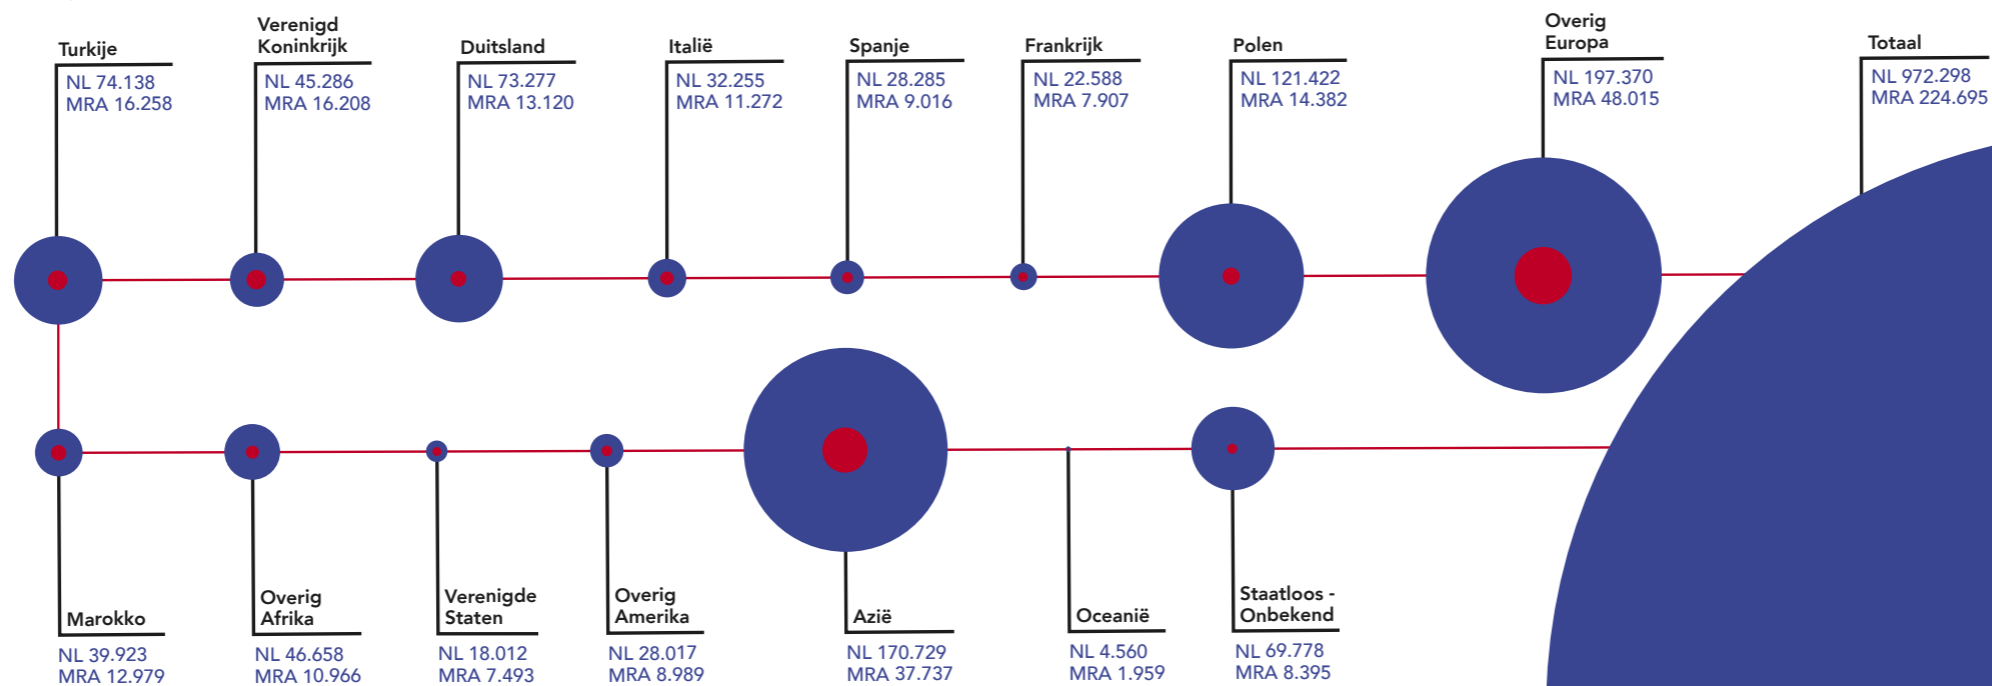 Turkije
NL 74.138
MRA 16.258
Verenigd
Koninkrijk
NL 45.286
MRA 16.208
Duitsland
NL 73.277
MRA 13.120
Italië
NL 32.255
MRA 11.272
Spanje
NL 28.285
MRA 9.016
Frankrijk
NL 22.588
MRA 7.907
Polen
NL 121.422
MRA 14.382
Overig
Europa
NL 197.370
MRA 48.015
Totaal
NL 972.298
MRA 224.695
Marokko
NL 39.923
MRA 12.979
Overig
Afrika
NL 46.658
MRA 10.966
Verenigde
Staten
NL 18.012
MRA 7.493
Overig
Amerika
NL 28.017
MRA 8.989
Azië
NL 170.729
MRA 37.737
Oceanië
NL 4.560
MRA 1.959
Staatloos -
Onbekend
NL 69.778
MRA 8.395